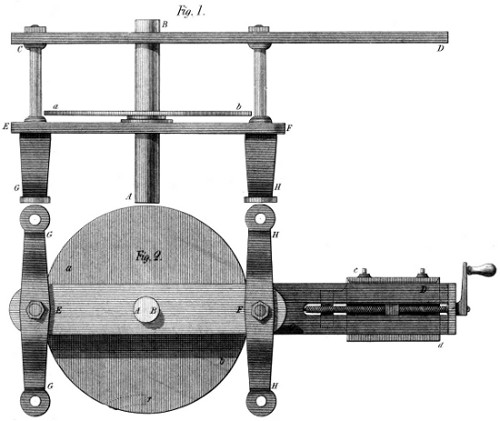 Fig. 1.
B
C D
a b
E F
A
G H
G H
Fig. 2.
a
c
D
E A B F
d
b
G H